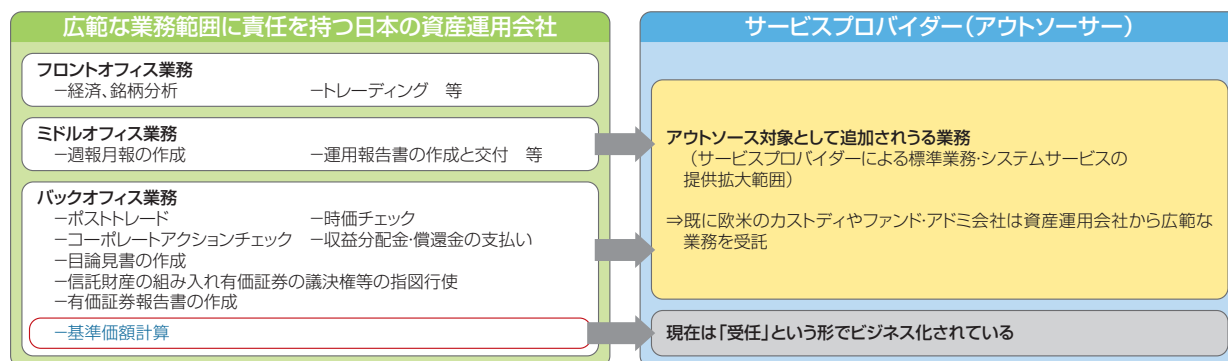 広範な業務範囲に責任を持つ日本の資産運用会社
フロントオフィス業務
－経済、銘柄分析　－トレーディング　等
ミドルオフィス業務
－週報月報の作成　－運用報告書の作成と交付　等
バックオフィス業務
－ポストトレード　－時価チェック
－コーポレートアクションチェック　－収益分配金・償還金の支払い
－目論見書の作成
－信託財産の組み入れ有価証券の議決権等の指図行使
－有価証券報告書の作成
－基準価額計算
サービスプロバイダー（アウトソーサー）
アウトソース対象として追加されうる業務
（サービスプロバイダーによる標準業務・システムサービスの
提供拡大範囲）
⇒既に欧米のカストディやファンド・アドミ会社は資産運用会社から広範な
業務を受託
現在は「受任」という形でビジネス化されている